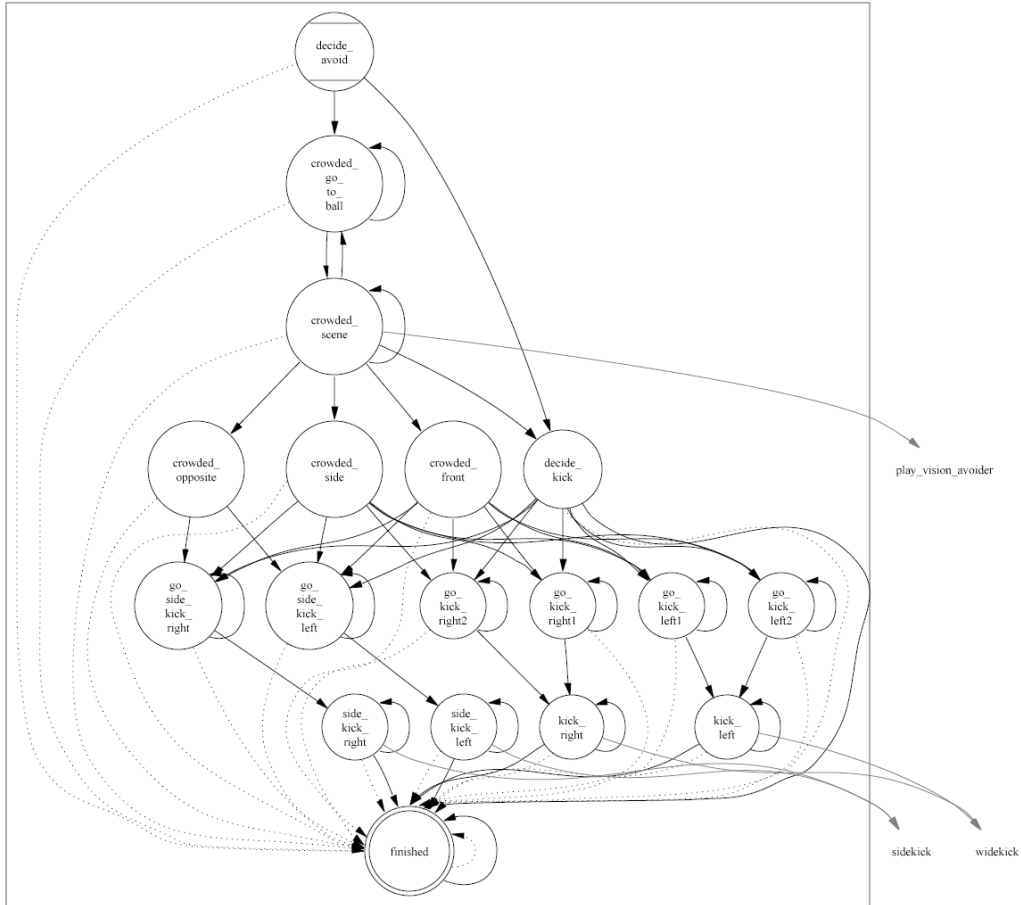 decide_
avoid
crowded_
go_
to_
ball
crowded_
scene
crowded_
opposite
crowded_
side
crowded_
front
decide_
kick
play_vision_avoider
go_
side_
kick_
right
go_
side_
kick_
left
go_
kick_
right2
go_
kick_
right1
go_
kick_
left1
go_
kick_
left2
side_
kick_
right
side_
kick_
left
kick_
right
kick_
left
finished
sidekick
widekick